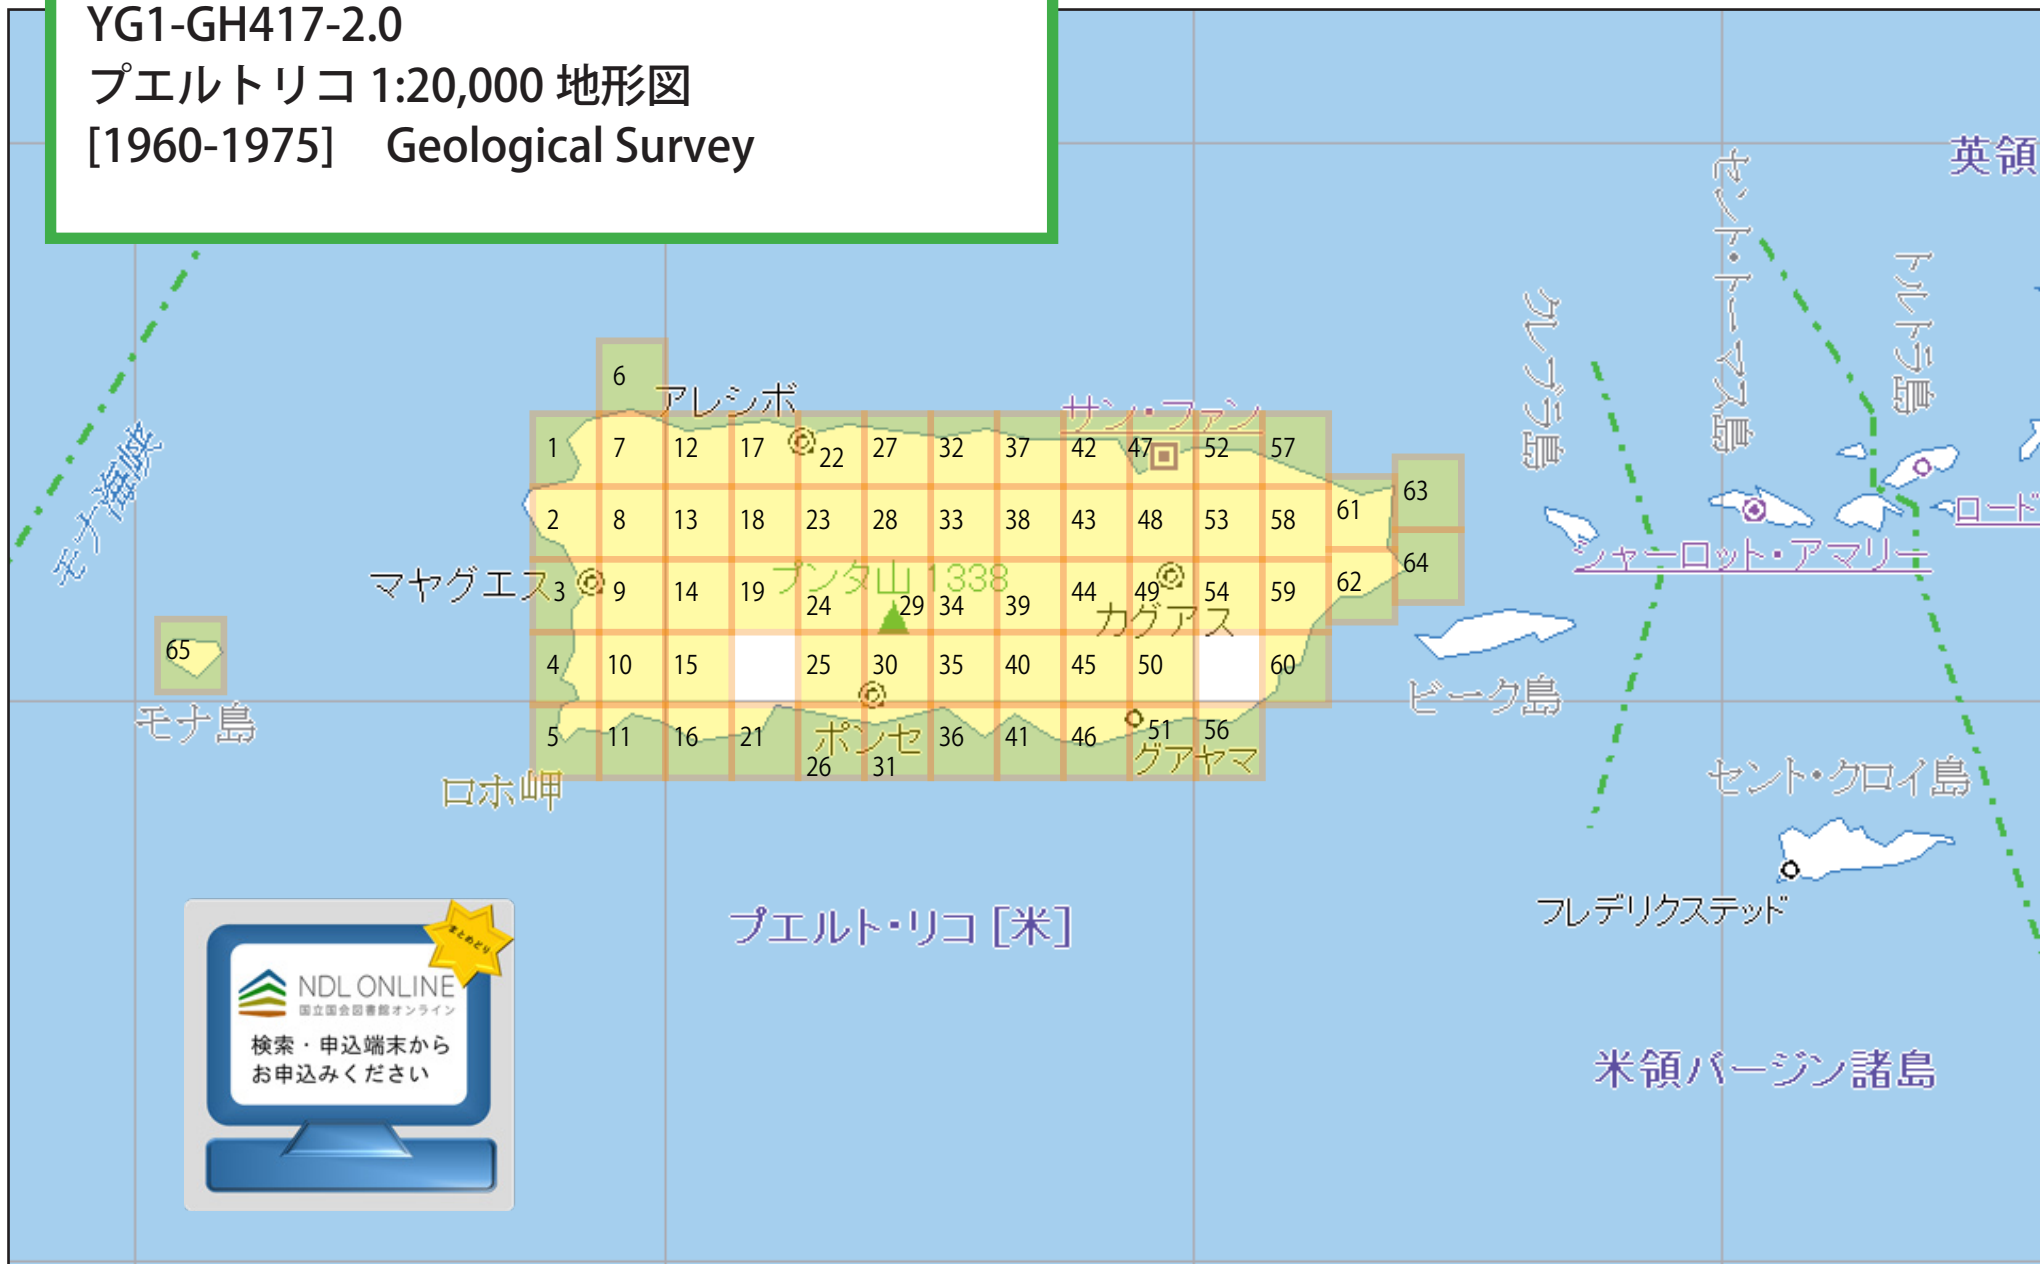 YG1-GH417-2.0
プエルトリコ 1:20,000 地形図
[1960-1975] Geological Survey
英領
セント・トーマス島
トルトラ島
クレブラ島
モナ海峡
6
アレシボ
サン・ファン
1 7 12 17 22 27 32 37 42 47 52 57
2 8 13 18 23 28 33 38 43 48 53 58 61 63
ロード
シャーロット・アマリー
プンタ山 1338
マヤグエス
3 9 14 19 24 29 34 39 44 49 54 59 62 64
カグアス
65
4 10 15 25 30 35 40 45 50 60
モナ島
ビーク島
5 11 16 21 26 31 36 41 46 51 56
ポンセ
グアヤマ
ロホ岬
セント・クロイ島
フレデリクステッド
プエルト・リコ [米]
米領バージン諸島
まとめどり
NDL ONLINE
国立国会図書館オンライン
検索・申込端末から
お申込みください